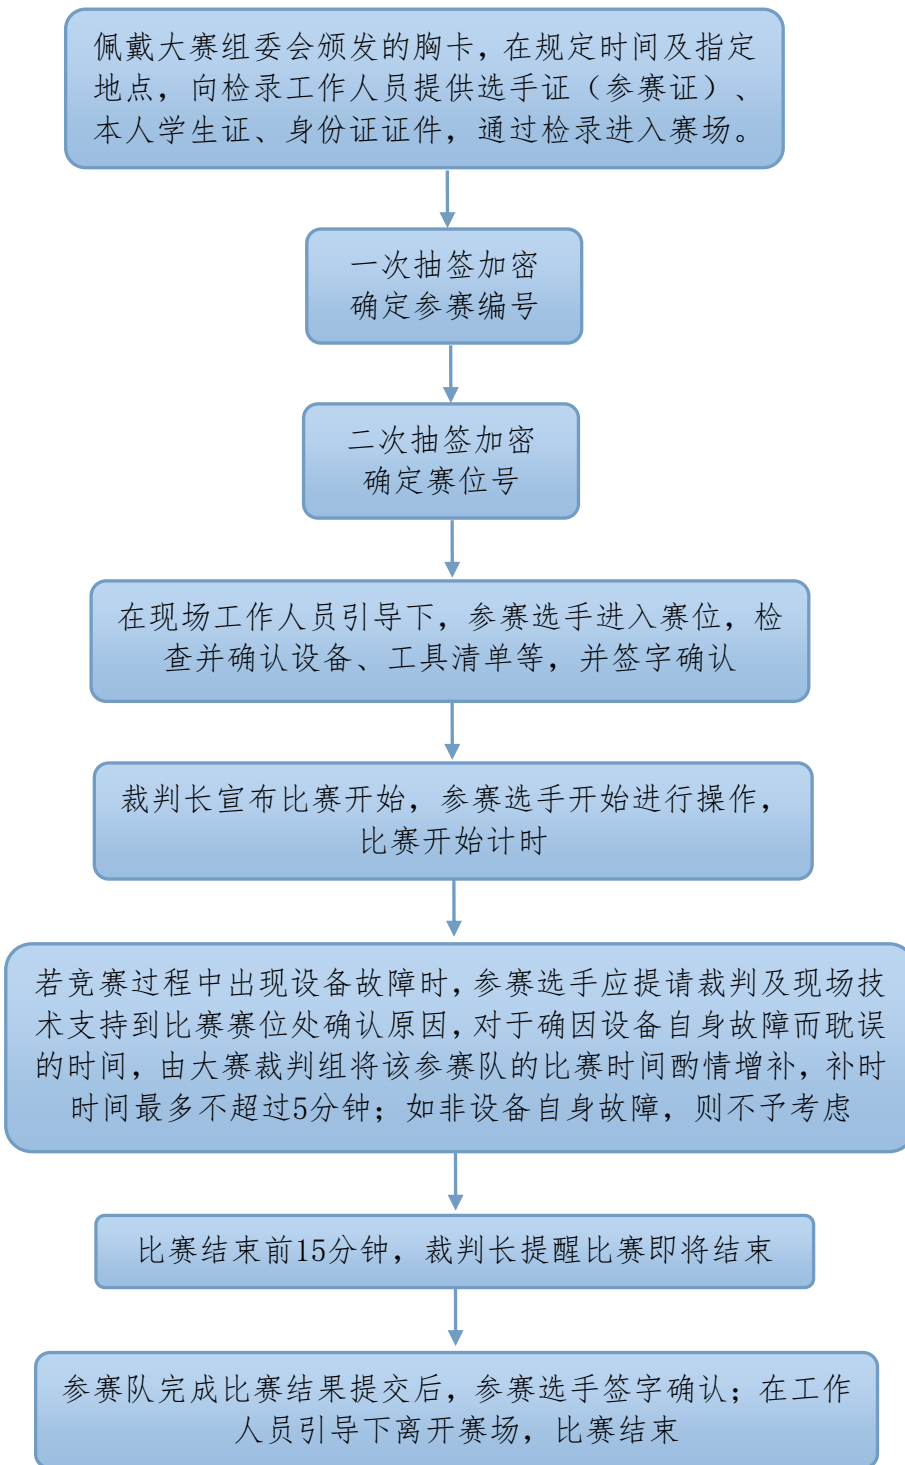 佩戴大赛组委会颁发的胸卡，在规定时间及指定
地点，向检录工作人员提供选手证（参赛证）、
本人学生证、身份证证件，通过检录进入赛场。
一次抽签加密
确定参赛编号
二次抽签加密
确定赛位号
在现场工作人员引导下，参赛选手进入赛位，检
查并确认设备、工具清单等，并签字确认
裁判长宣布比赛开始，参赛选手开始进行操作，
比赛开始计时
若竞赛过程中出现设备故障时，参赛选手应提请裁判及现场技
术支持到比赛赛位处确认原因，对于确因设备自身故障而耽误
的时间，由大赛裁判组将该参赛队的比赛时间酌情增补，补时
时间最多不超过5分钟；如非设备自身故障，则不予考虑
比赛结束前15分钟，裁判长提醒比赛即将结束
参赛队完成比赛结果提交后，参赛选手签字确认；在工作
人员引导下离开赛场，比赛结束